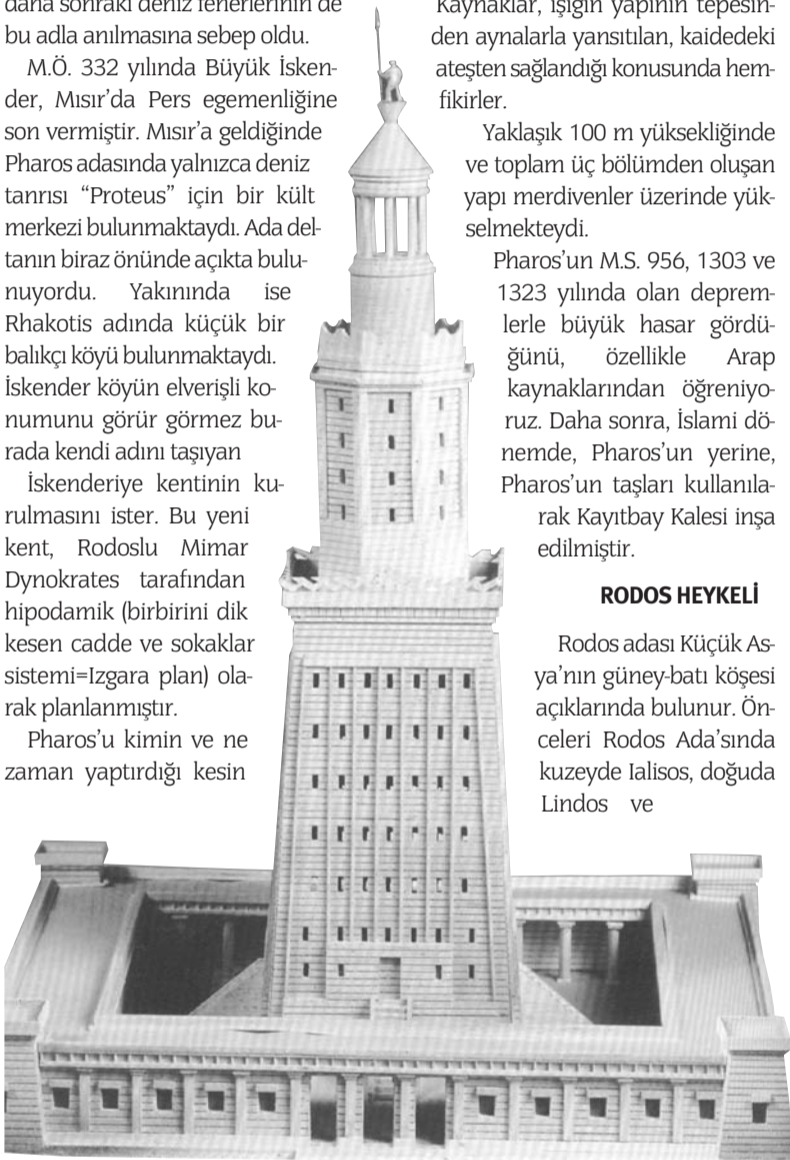 daha sonraki deniz fenerlerinin de
bu adla anılmasına sebep oldu.
M.Ö. 332 yılında Büyük İsken-
der, Mısır’da Pers egemenliğine
son vermiştir. Mısır’a geldiğinde
Pharos adasında yalnızca deniz
tanrısı “Proteus” için bir kült
merkezi bulunmaktaydı. Ada del-
tanın biraz önünde açıkta bulu-
nuyordu. Yakınında ise
Rhakotis adında küçük bir
balıkçı köyü bulunmaktaydı.
İskender köyün elverişli ko-
numunu görür görmez bu-
rada kendi adını taşıyan
İskenderiye kentinin ku-
rulmasını ister. Bu yeni
kent, Rodoslu Mimar
Dynokrates tarafından
hipodamik (birbirini dik
kesen cadde ve sokaklar
sistemi=Izgara plan) ola-
rak planlanmıştır.
Pharos’u kimin ve ne
zaman yaptırdığı kesin
Kaynaklar, ışığın yapının tepesin-
den aynalarla yansıtılan, kaidedeki
ateşten sağlandığı konusunda hem-
fikirler.
Yaklaşık 100 m yüksekliğinde
ve toplam üç bölümden oluşan
yapı merdivenler üzerinde yük-
selmekteydi.
Pharos’un M.S. 956, 1303 ve
1323 yılında olan deprem-
lerle büyük hasar gördü-
ğünü, özellikle Arap
kaynaklarından öğreniyo-
ruz. Daha sonra, İslami dö-
nemde, Pharos’un yerine,
Pharos’un taşları kullanıla-
rak Kayıtbay Kalesi inşa
edilmiştir.
RODOS HEYKELİ
Rodos adası Küçük As-
ya’nın güney-batı köşesi
açıklarında bulunur. Ön-
celeri Rodos Ada’sında
kuzeyde Ialisos, doğuda
Lindos ve